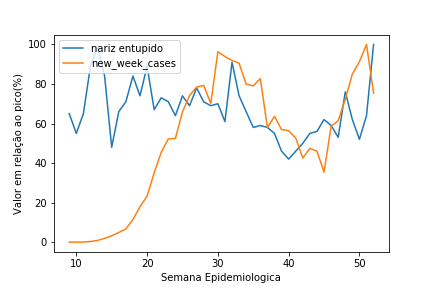 nariz entupido
new_week_cases
Valor em relação ao pico(%)
100
80
60
40
20
0
10
20
30
40
50
Semana Epidemiologica